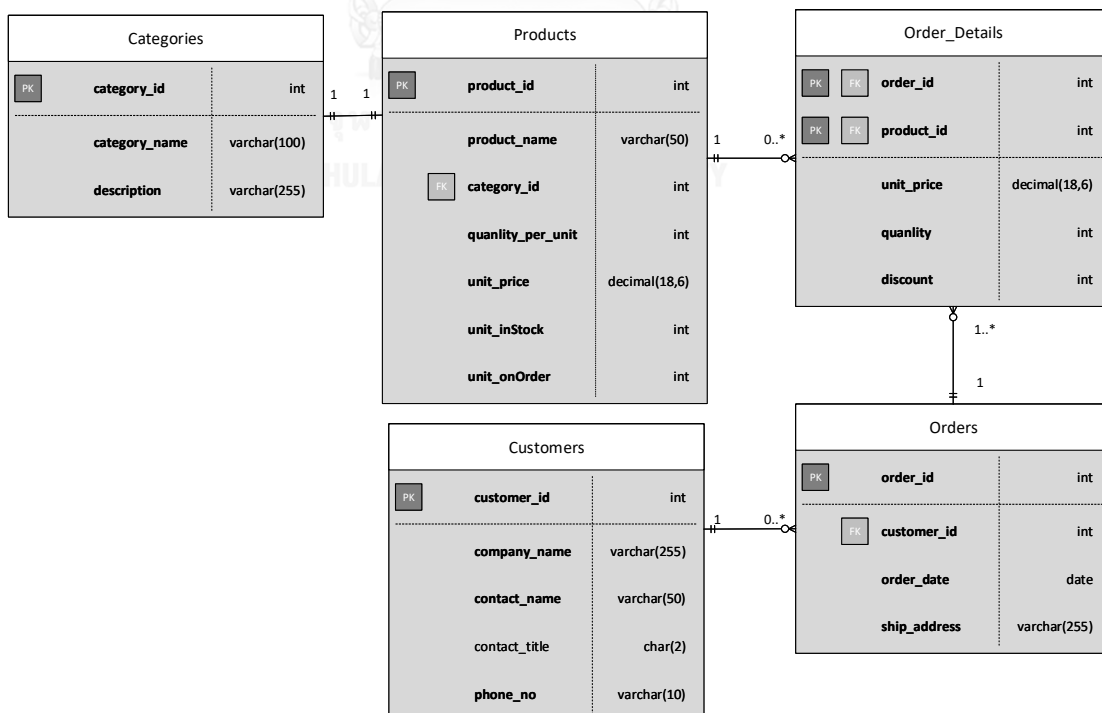 Categories
PK category_id int
category_name varchar(100)
description varchar(255)
1 1
Products
PK product_id int
product_name varchar(50)
FK category_id int
quanlity_per_unit int
unit_price decimal(18,6)
unit_inStock int
unit_onOrder int
1 0..*
Order_Details
PK FK order_id int
PK FK product_id int
unit_price decimal(18,6)
quanlity int
discount int
1..*
1
Customers
PK customer_id int
company_name varchar(255)
contact_name varchar(50)
contact_title char(2)
phone_no varchar(10)
1 0..*
Orders
PK order_id int
FK customer_id int
order_date date
ship_address varchar(255)